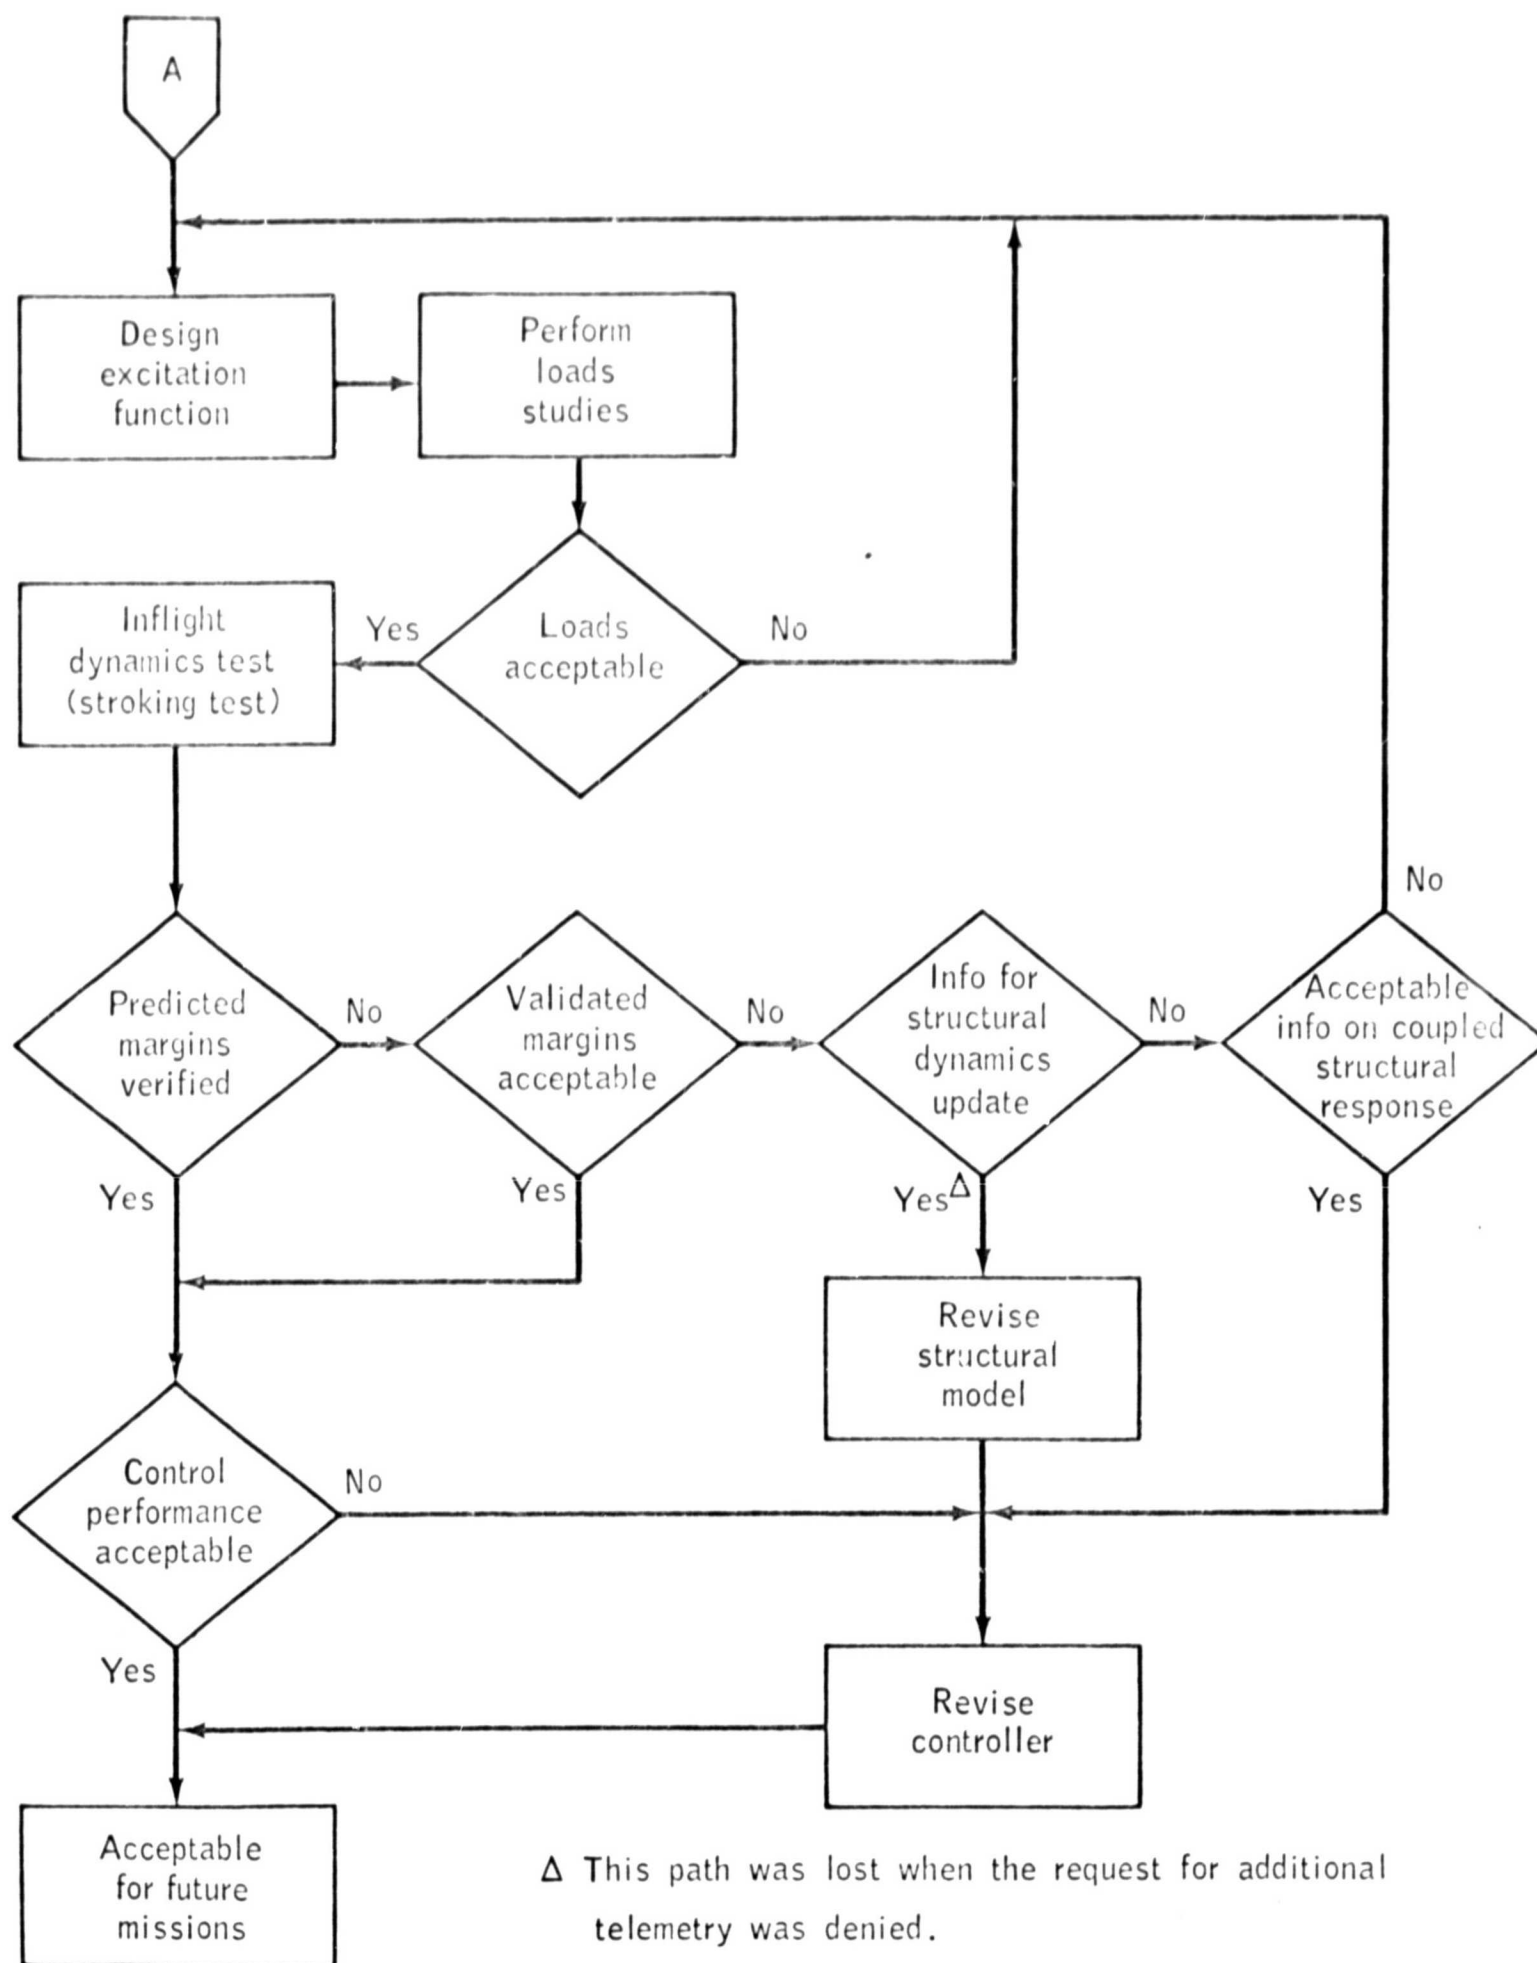 A
Design
excitation
function
Perform
loads
studies
Inflight
dynamics test
(stroking test)
Yes
Loads
acceptable
No
No
Predicted
margins
verified
No
Validated
margins
acceptable
No
Info for
structural
dynamics
update
No
Acceptable
info on coupled
structural
response
Yes
Yes
YesΔ
Yes
Revise
structural
model
Control
performance
acceptable
No
Yes
Revise
controller
Acceptable
for future
missions
Δ This path was lost when the request for additional
telemetry was denied.